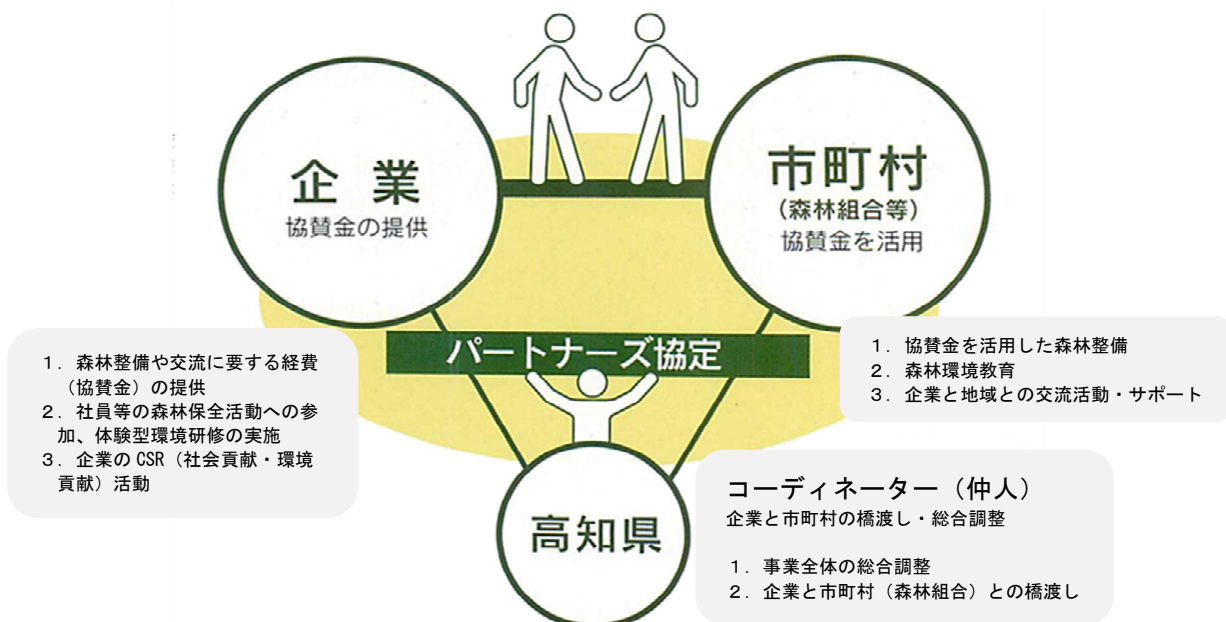 企業
協賛金の提供
市町村
(森林組合等)
協賛金を活用
パートナーズ協定
1. 森林整備や交流に要する経費
(協賛金)の提供
2. 社員等の森林保全活動への参
加、体験型環境研修の実施
3. 企業のCSR(社会貢献・環境
貢献)活動
1. 協賛金を活用した森林整備
2. 森林環境教育
3. 企業と地域との交流活動・サポート
高知県
コーディネーター(仲人)
企業と市町村の橋渡し・総合調整
1. 事業全体の総合調整
2. 企業と市町村(森林組合)との橋渡し